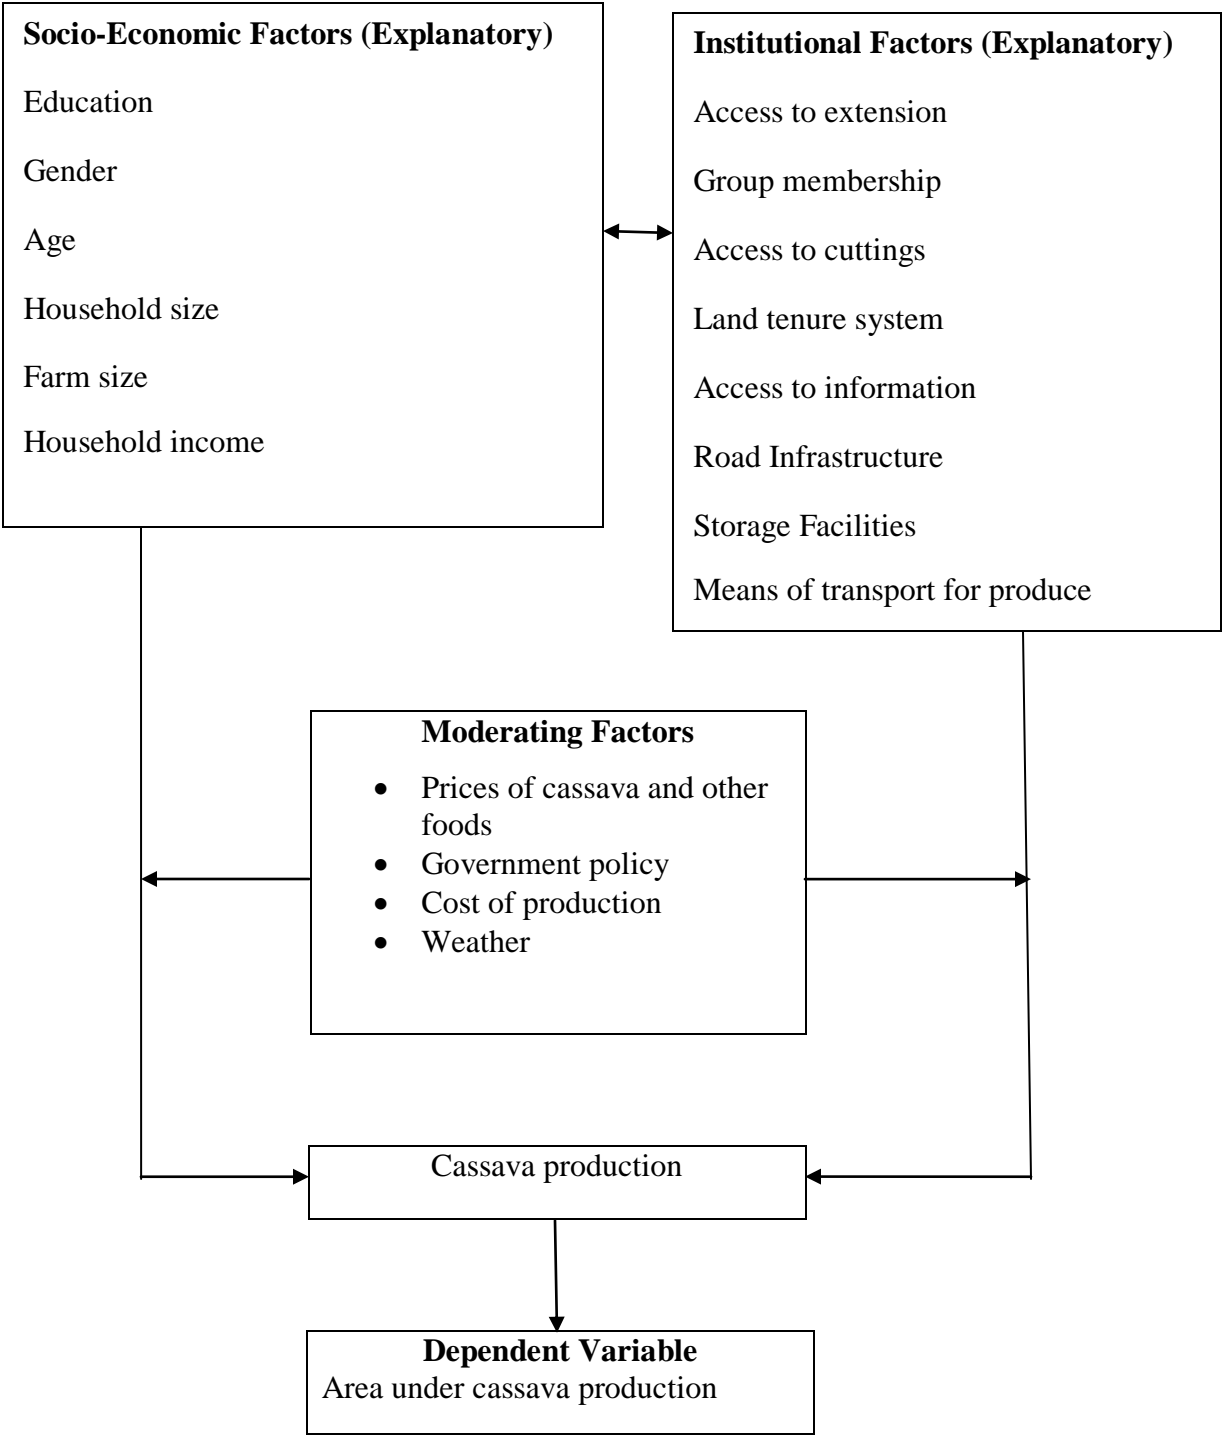 Socio-Economic Factors (Explanatory)
Education
Gender
Age
Household size
Farm size
Household income
Institutional Factors (Explanatory)
Access to extension
Group membership
Access to cuttings
Land tenure system
Access to information
Road Infrastructure
Storage Facilities
Means of transport for produce
Moderating Factors
• Prices of cassava and other
foods
• Government policy
• Cost of production
• Weather
Cassava production
Dependent Variable
Area under cassava production